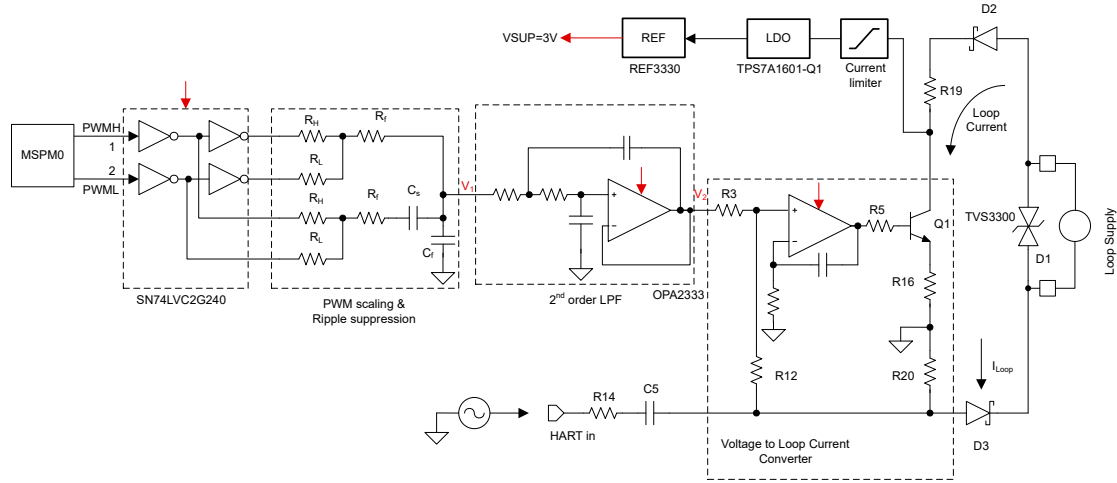 D2
VSUP=3V
REF
LDO
REF3330
TPS7A1601-Q1
Current
limiter
R19
Loop
Current
MSPM0
PWMH
1
2
PWML
SN74LVC2G240
RH
RL
Rf
RH
RL
Rf
Cs
Cf
PWM scaling &
Ripple suppression
V1
+
−
2nd order LPF
OPA2333
V2
R3
+
−
R5
Q1
R16
R12
R20
TVS3300
D1
Loop Supply
ILoop
D3
R14
C5
HART in
Voltage to Loop Current
Converter